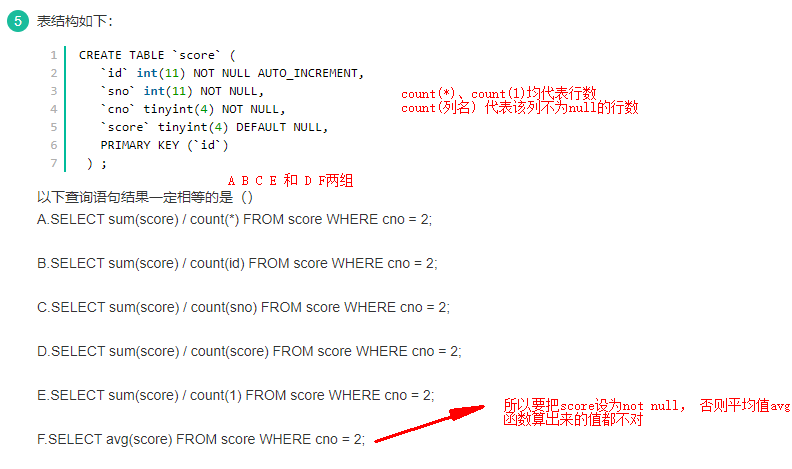 5 表结构如下：
1 CREATE TABLE `score` (
2 `id` int(11) NOT NULL AUTO_INCREMENT,
3 `sno` int(11) NOT NULL,
4 `cno` tinyint(4) NOT NULL,
5 `score` tinyint(4) DEFAULT NULL,
6 PRIMARY KEY (`id`)
7 ) ;
count(*)、count(1)均代表行数
count(列名) 代表该列不为null的行数
A B C E 和 D F两组
以下查询语句结果一定相等的是（）
A.SELECT sum(score) / count(*) FROM score WHERE cno = 2;
B.SELECT sum(score) / count(id) FROM score WHERE cno = 2;
C.SELECT sum(score) / count(sno) FROM score WHERE cno = 2;
D.SELECT sum(score) / count(score) FROM score WHERE cno = 2;
E.SELECT sum(score) / count(1) FROM score WHERE cno = 2;
F.SELECT avg(score) FROM score WHERE cno = 2;
所以要把score设为not null， 否则平均值avg
函数算出来的值都不对